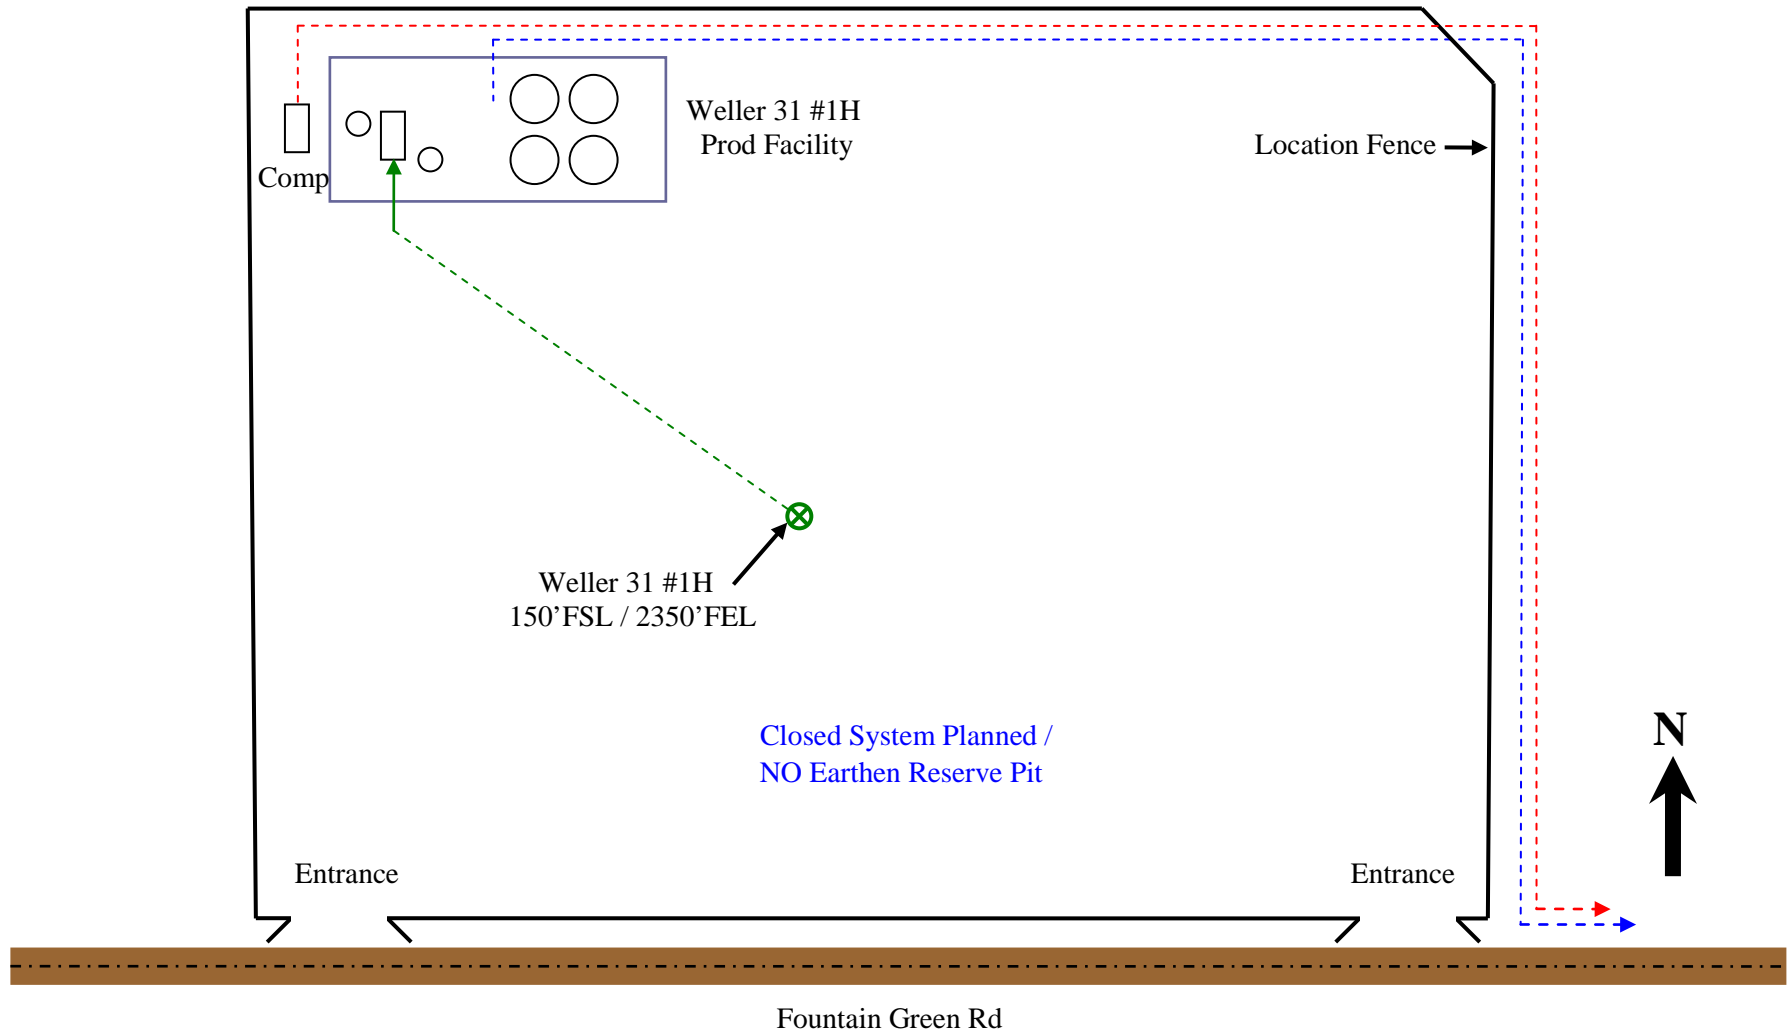 Weller 31 #1H
Prod Facility
Location Fence
Comp
Weller 31 #1H
150’FSL / 2350’FEL
N
Closed System Planned /
NO Earthen Reserve Pit
Entrance
Entrance
Fountain Green Rd